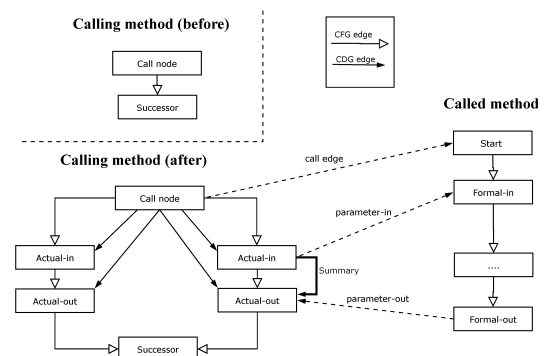 Calling method (before)
Call node
Successor
CFG edge
CDG edge
Called method
Calling method (after)
call edge
Start
Call node
parameter-in
Formal-in
Actual-in
Actual-in
Summary
....
Actual-out
Actual-out
parameter-out
Formal-out
Successor